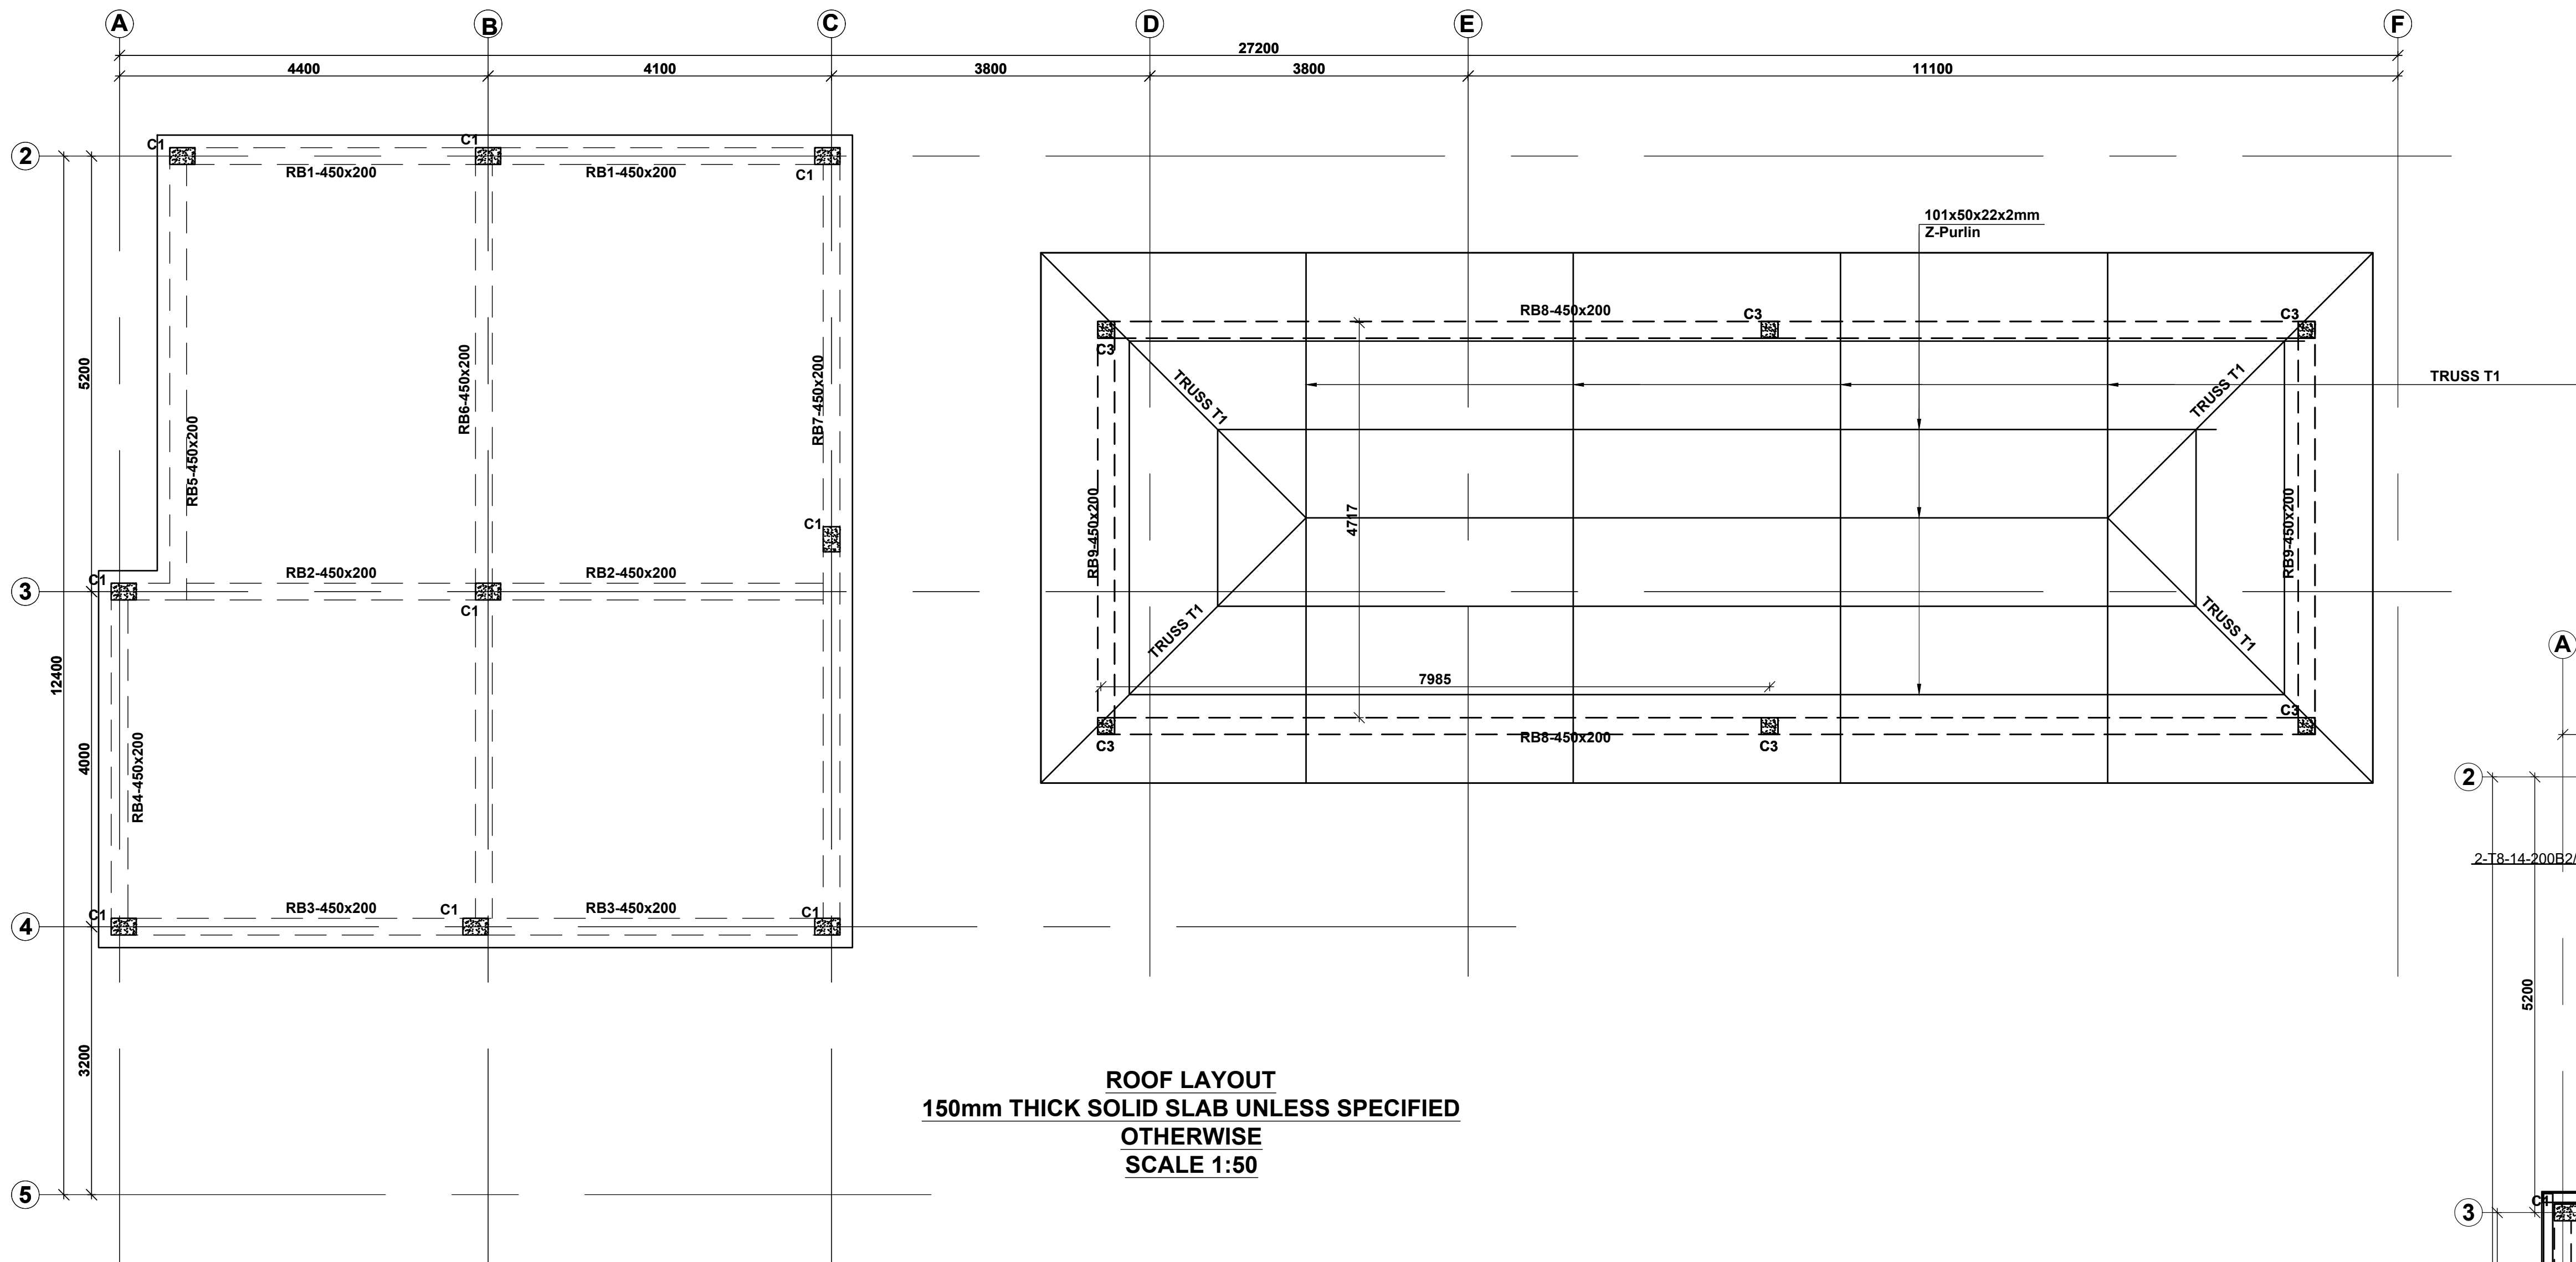 A
B
C
D
E
F
27200
4400
4100
3800
3800
11100
2
C1
C1
RB1-450x200
RB1-450x200
C1
101x50x22x2mm
Z-Purlin
RB8-450x200
C3
C3
C3
TRUSS T1
TRUSS T1
TRUSS T1
5200
RB5-450x200
RB6-450x200
RB7-450x200
C1
4717
RB9-450x200
RB9-450x200
3
C1
RB2-450x200
RB2-450x200
C1
TRUSS T1
TRUSS T1
12400
4000
RB4-450x200
7985
C3
RB8-450x200
C3
C3
A
2
2-T8-14-200B2/
4
C1
RB3-450x200
C1
RB3-450x200
C1
5200
3200
ROOF LAYOUT
150mm THICK SOLID SLAB UNLESS SPECIFIED
OTHERWISE
SCALE 1:50
5
C1
3